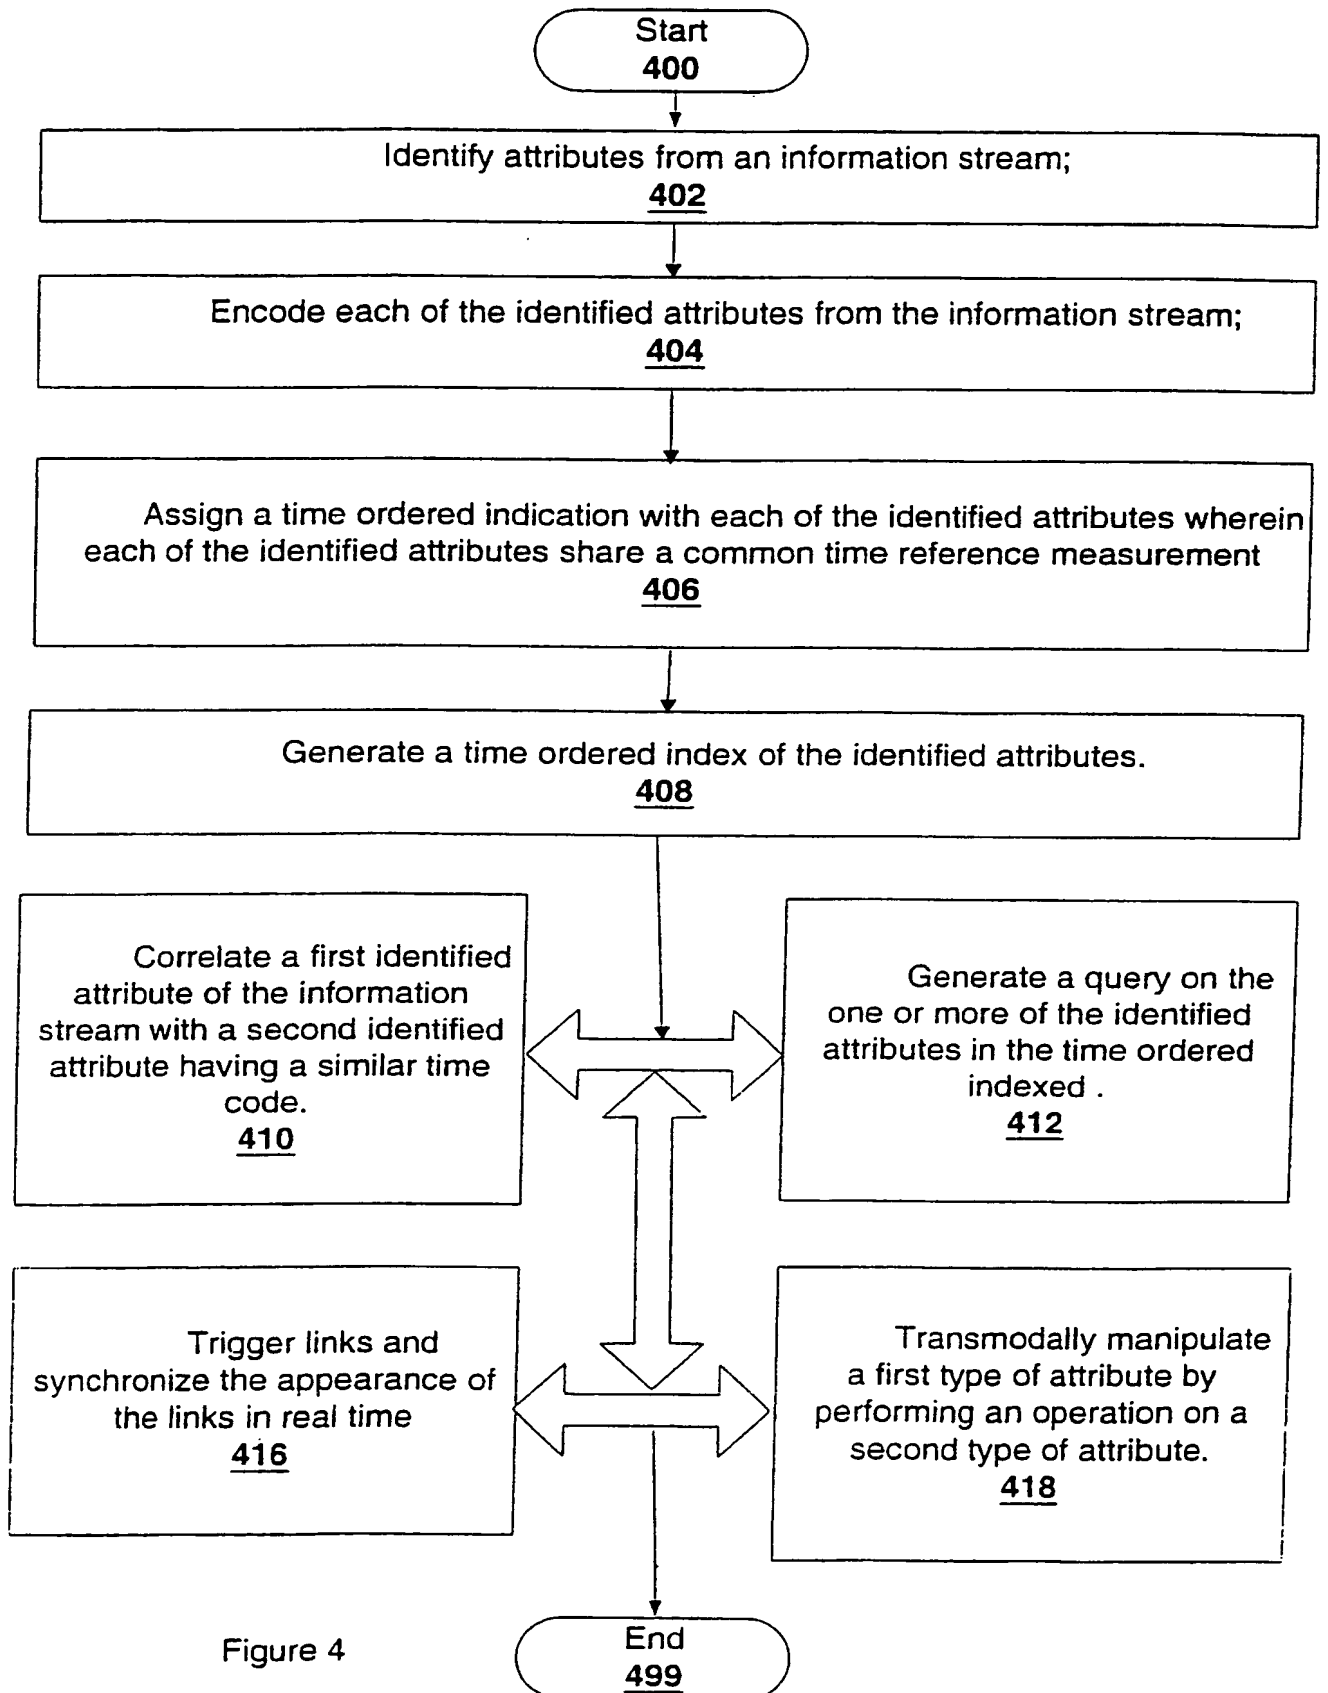 Start
400
Identify attributes from an information stream;
402
Encode each of the identified attributes from the information stream;
404
Assign a time ordered indication with each of the identified attributes wherein
each of the identified attributes share a common time reference measurement
406
Generate a time ordered index of the identified attributes.
408
Correlate a first identified
attribute of the information
stream with a second identified
attribute having a similar time
code.
410
Generate a query on the
one or more of the identified
attributes in the time ordered
indexed .
412
Trigger links and
synchronize the appearance of
the links in real time
416
Transmodally manipulate
a first type of attribute by
performing an operation on a
second type of attribute.
418
End
499
Figure 4